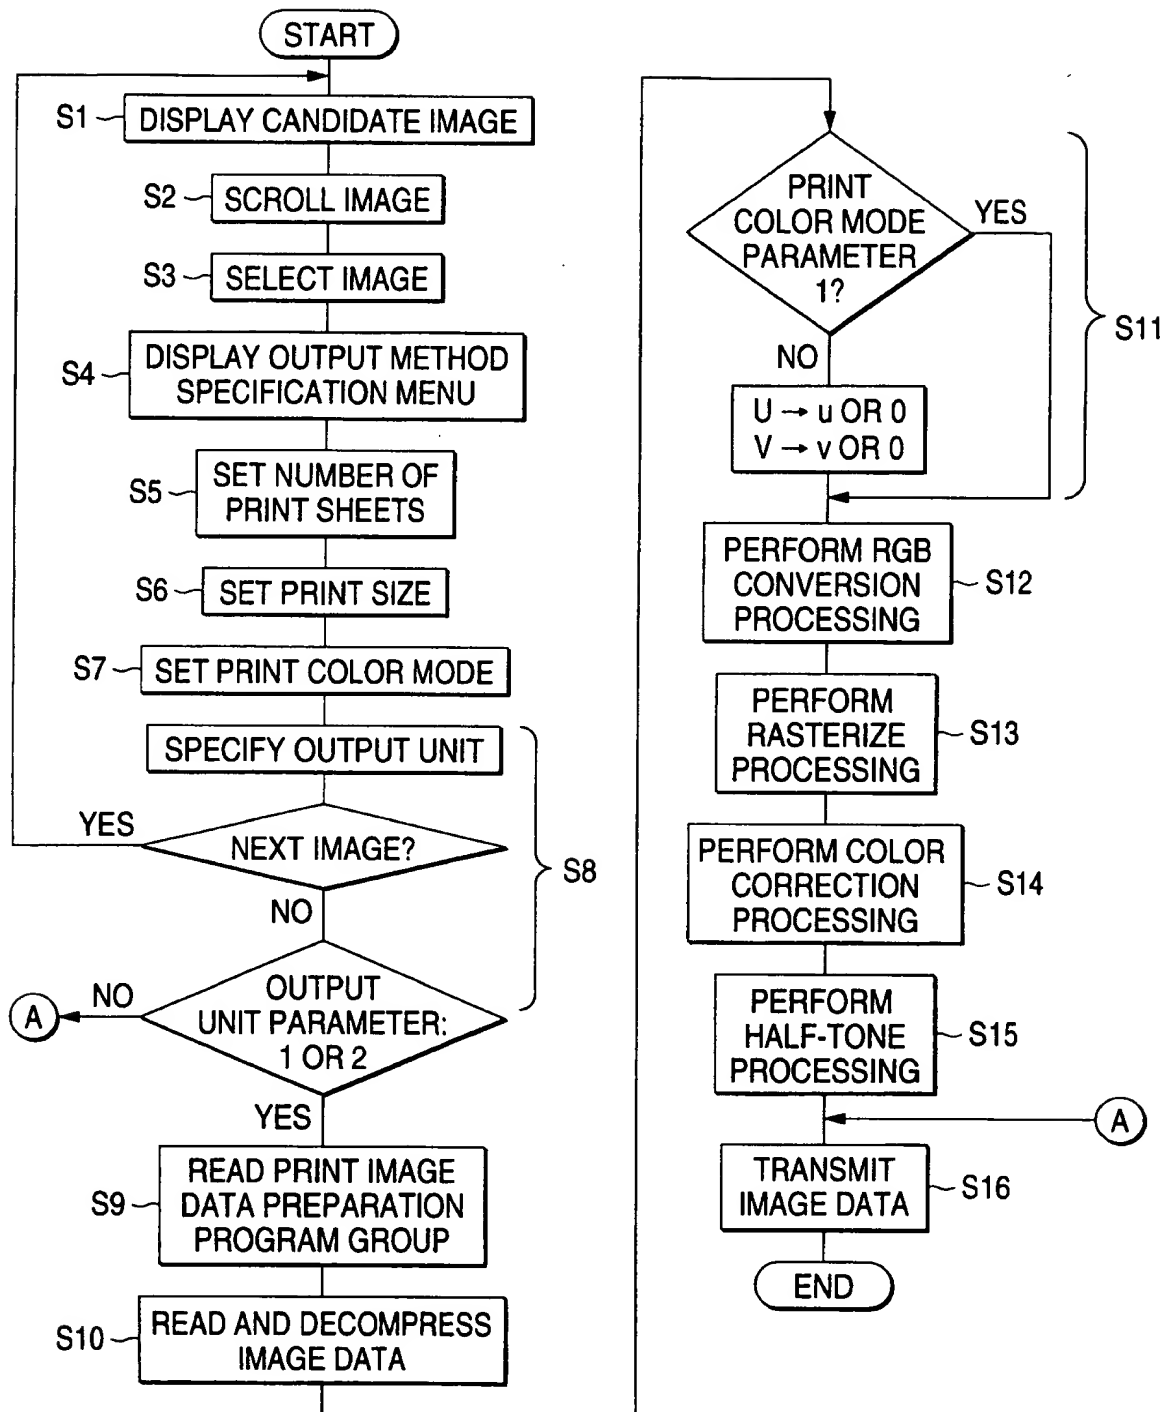 START
S1
DISPLAY CANDIDATE IMAGE
S2
SCROLL IMAGE
S3
SELECT IMAGE
S4
DISPLAY OUTPUT METHOD
SPECIFICATION MENU
S5
SET NUMBER OF
PRINT SHEETS
S6
SET PRINT SIZE
S7
SET PRINT COLOR MODE
SPECIFY OUTPUT UNIT
YES
NEXT IMAGE?
S8
NO
NO
A
OUTPUT
UNIT PARAMETER:
1 OR 2
YES
S9
READ PRINT IMAGE
DATA PREPARATION
PROGRAM GROUP
S10
READ AND DECOMPRESS
IMAGE DATA
PRINT
COLOR MODE
PARAMETER
1?
YES
S11
NO
U → u OR 0
V → v OR 0
PERFORM RGB
CONVERSION
PROCESSING
S12
PERFORM
RASTERIZE
PROCESSING
S13
PERFORM COLOR
CORRECTION
PROCESSING
S14
PERFORM
HALF-TONE
PROCESSING
S15
A
TRANSMIT
IMAGE DATA
S16
END